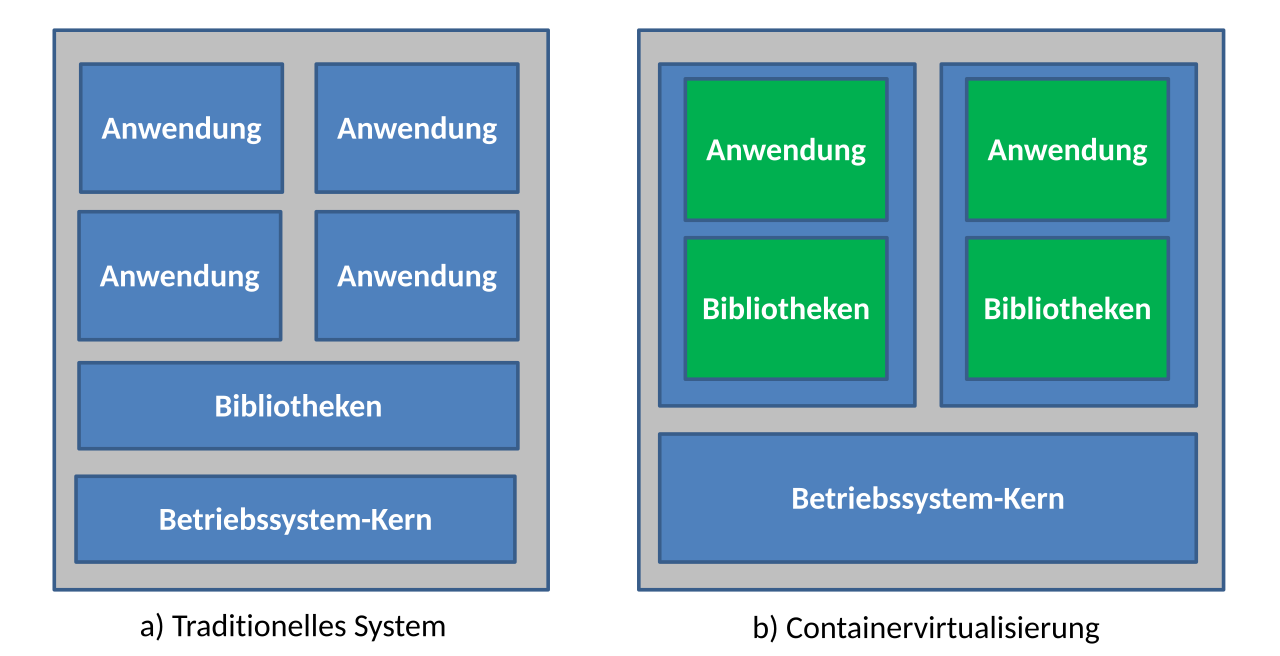 Anwendung
Anwendung
Anwendung
Anwendung
Bibliotheken
Betriebssystem-Kern
a) Traditionelles System
Anwendung
Anwendung
Bibliotheken
Bibliotheken
Betriebssystem-Kern
b) Containervirtualisierung